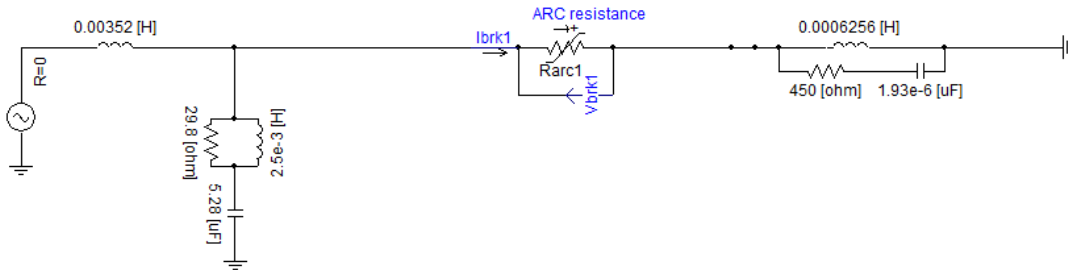 0.00352 [H]
R=0
29.8 [ohm]
2.5e-3 [H]
5.28 [uF]
Ibrk1
ARC resistance
+
Rarc1
Vbrk1
0.0006256 [H]
450 [ohm]
1.93e-6 [uF]